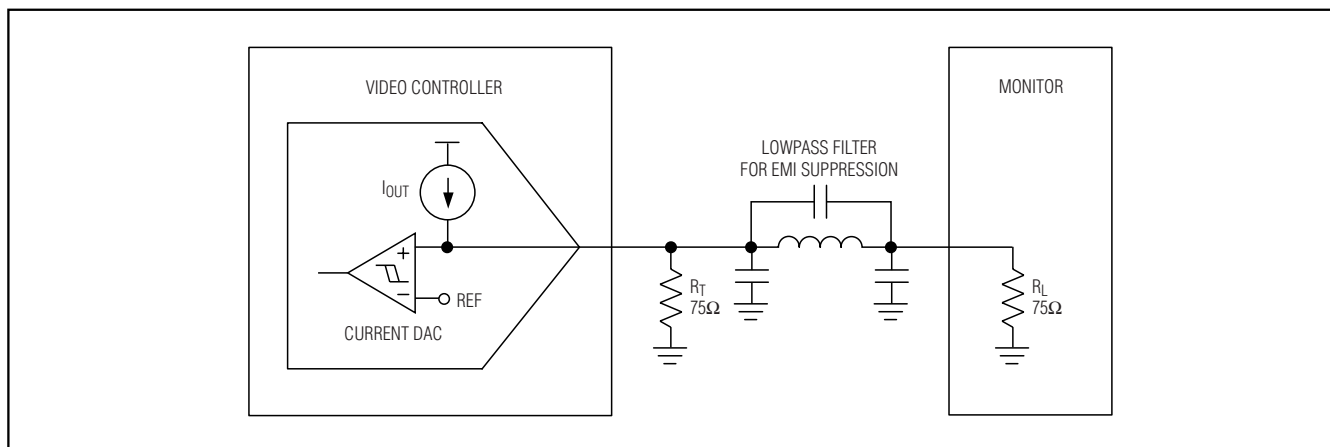 VIDEO CONTROLLER
MONITOR
LOWPASS FILTER
FOR EMI SUPPRESSION
IOUT
+
−
REF
CURRENT DAC
RT
75Ω
RL
75Ω